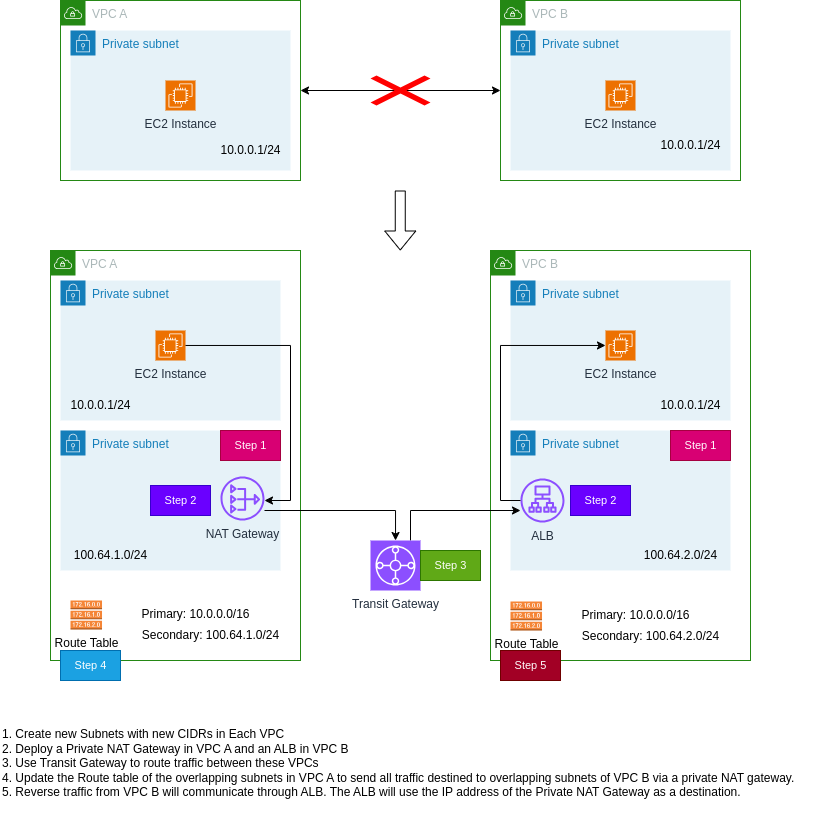 VPC A
VPC B
Private subnet
Private subnet
EC2 Instance
EC2 Instance
10.0.0.1/24
10.0.0.1/24
VPC A
VPC B
Private subnet
Private subnet
EC2 Instance
EC2 Instance
10.0.0.1/24
10.0.0.1/24
Private subnet
Step 1
Private subnet
Step 1
Step 2
Step 2
NAT Gateway
ALB
100.64.1.0/24
100.64.2.0/24
Step 3
Transit Gateway
172.16.0.0
172.16.1.0
172.16.2.0
Route Table
Primary: 10.0.0.0/16
Secondary: 100.64.1.0/24
172.16.0.0
172.16.1.0
172.16.2.0
Route Table
Primary: 10.0.0.0/16
Secondary: 100.64.2.0/24
Step 4
Step 5
1. Create new Subnets with new CIDRs in Each VPC
2. Deploy a Private NAT Gateway in VPC A and an ALB in VPC B
3. Use Transit Gateway to route traffic between these VPCs
4. Update the Route table of the overlapping subnets in VPC A to send all traffic destined to overlapping subnets of VPC B via a private NAT gateway.
5. Reverse traffic from VPC B will communicate through ALB. The ALB will use the IP address of the Private NAT Gateway as a destination.